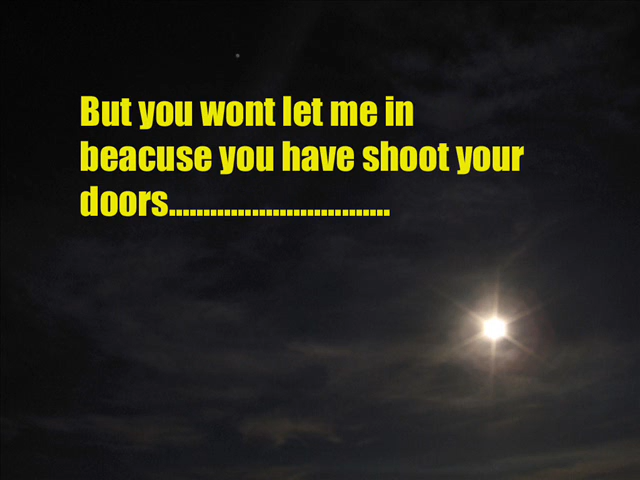 But you wont let me in
beacuse you have shoot your
doors................................